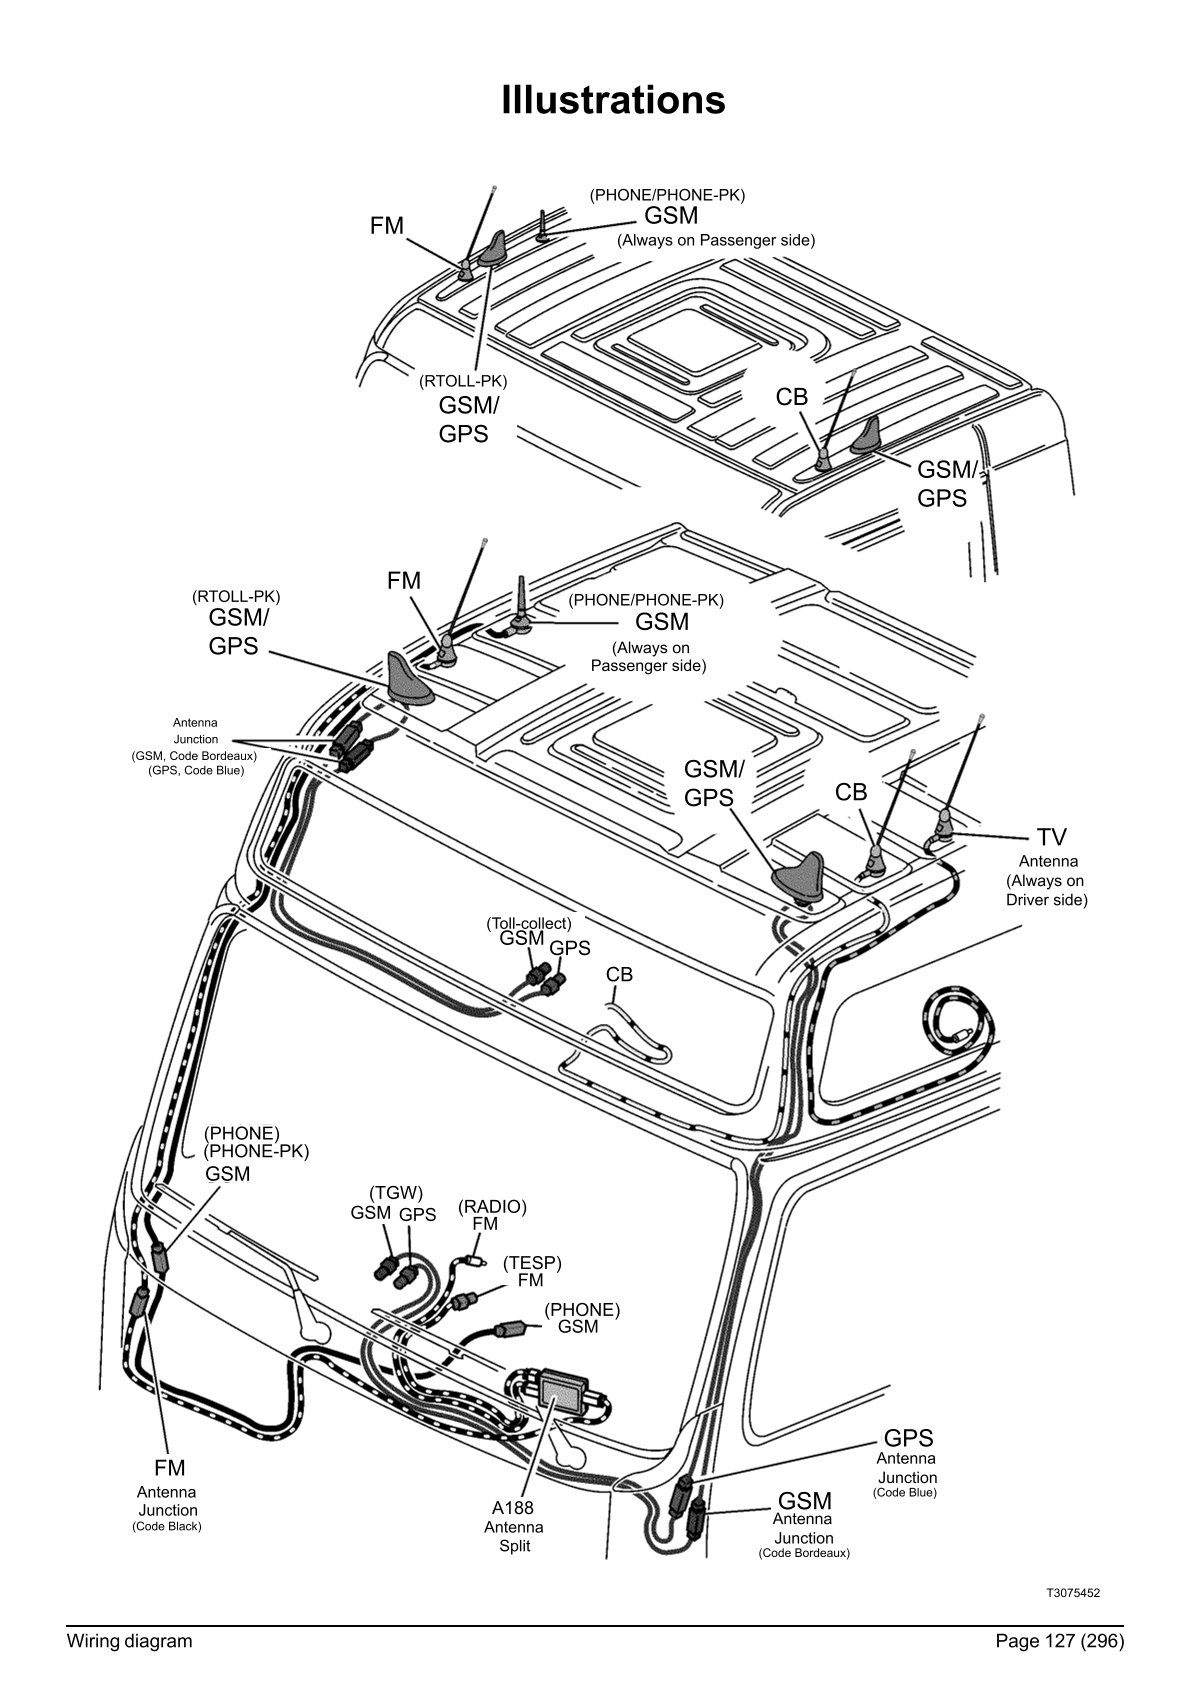 Illustrations
(PHONE/PHONE-PK)
GSM
(Always on Passenger side)
FM
(RTOLL-PK)
GSM/
GPS
CB
GSM/
GPS
FM
(RTOLL-PK)
GSM/
GPS
(PHONE/PHONE-PK)
GSM
(Always on
Passenger side)
Antenna
Junction
(GSM, Code Bordeaux)
(GPS, Code Blue)
GSM/
GPS
CB
TV
Antenna
(Always on
Driver side)
(Toll-collect)
GSM
GPS
CB
(PHONE)
(PHONE-PK)
GSM
(TGW)
GSM GPS
(RADIO)
FM
(TESP)
FM
(PHONE)
GSM
FM
Antenna
Junction
(Code Black)
A188
Antenna
Split
GPS
Antenna
Junction
(Code Blue)
GSM
Antenna
Junction
(Code Bordeaux)
T3075452
Wiring diagram
Page 127 (296)